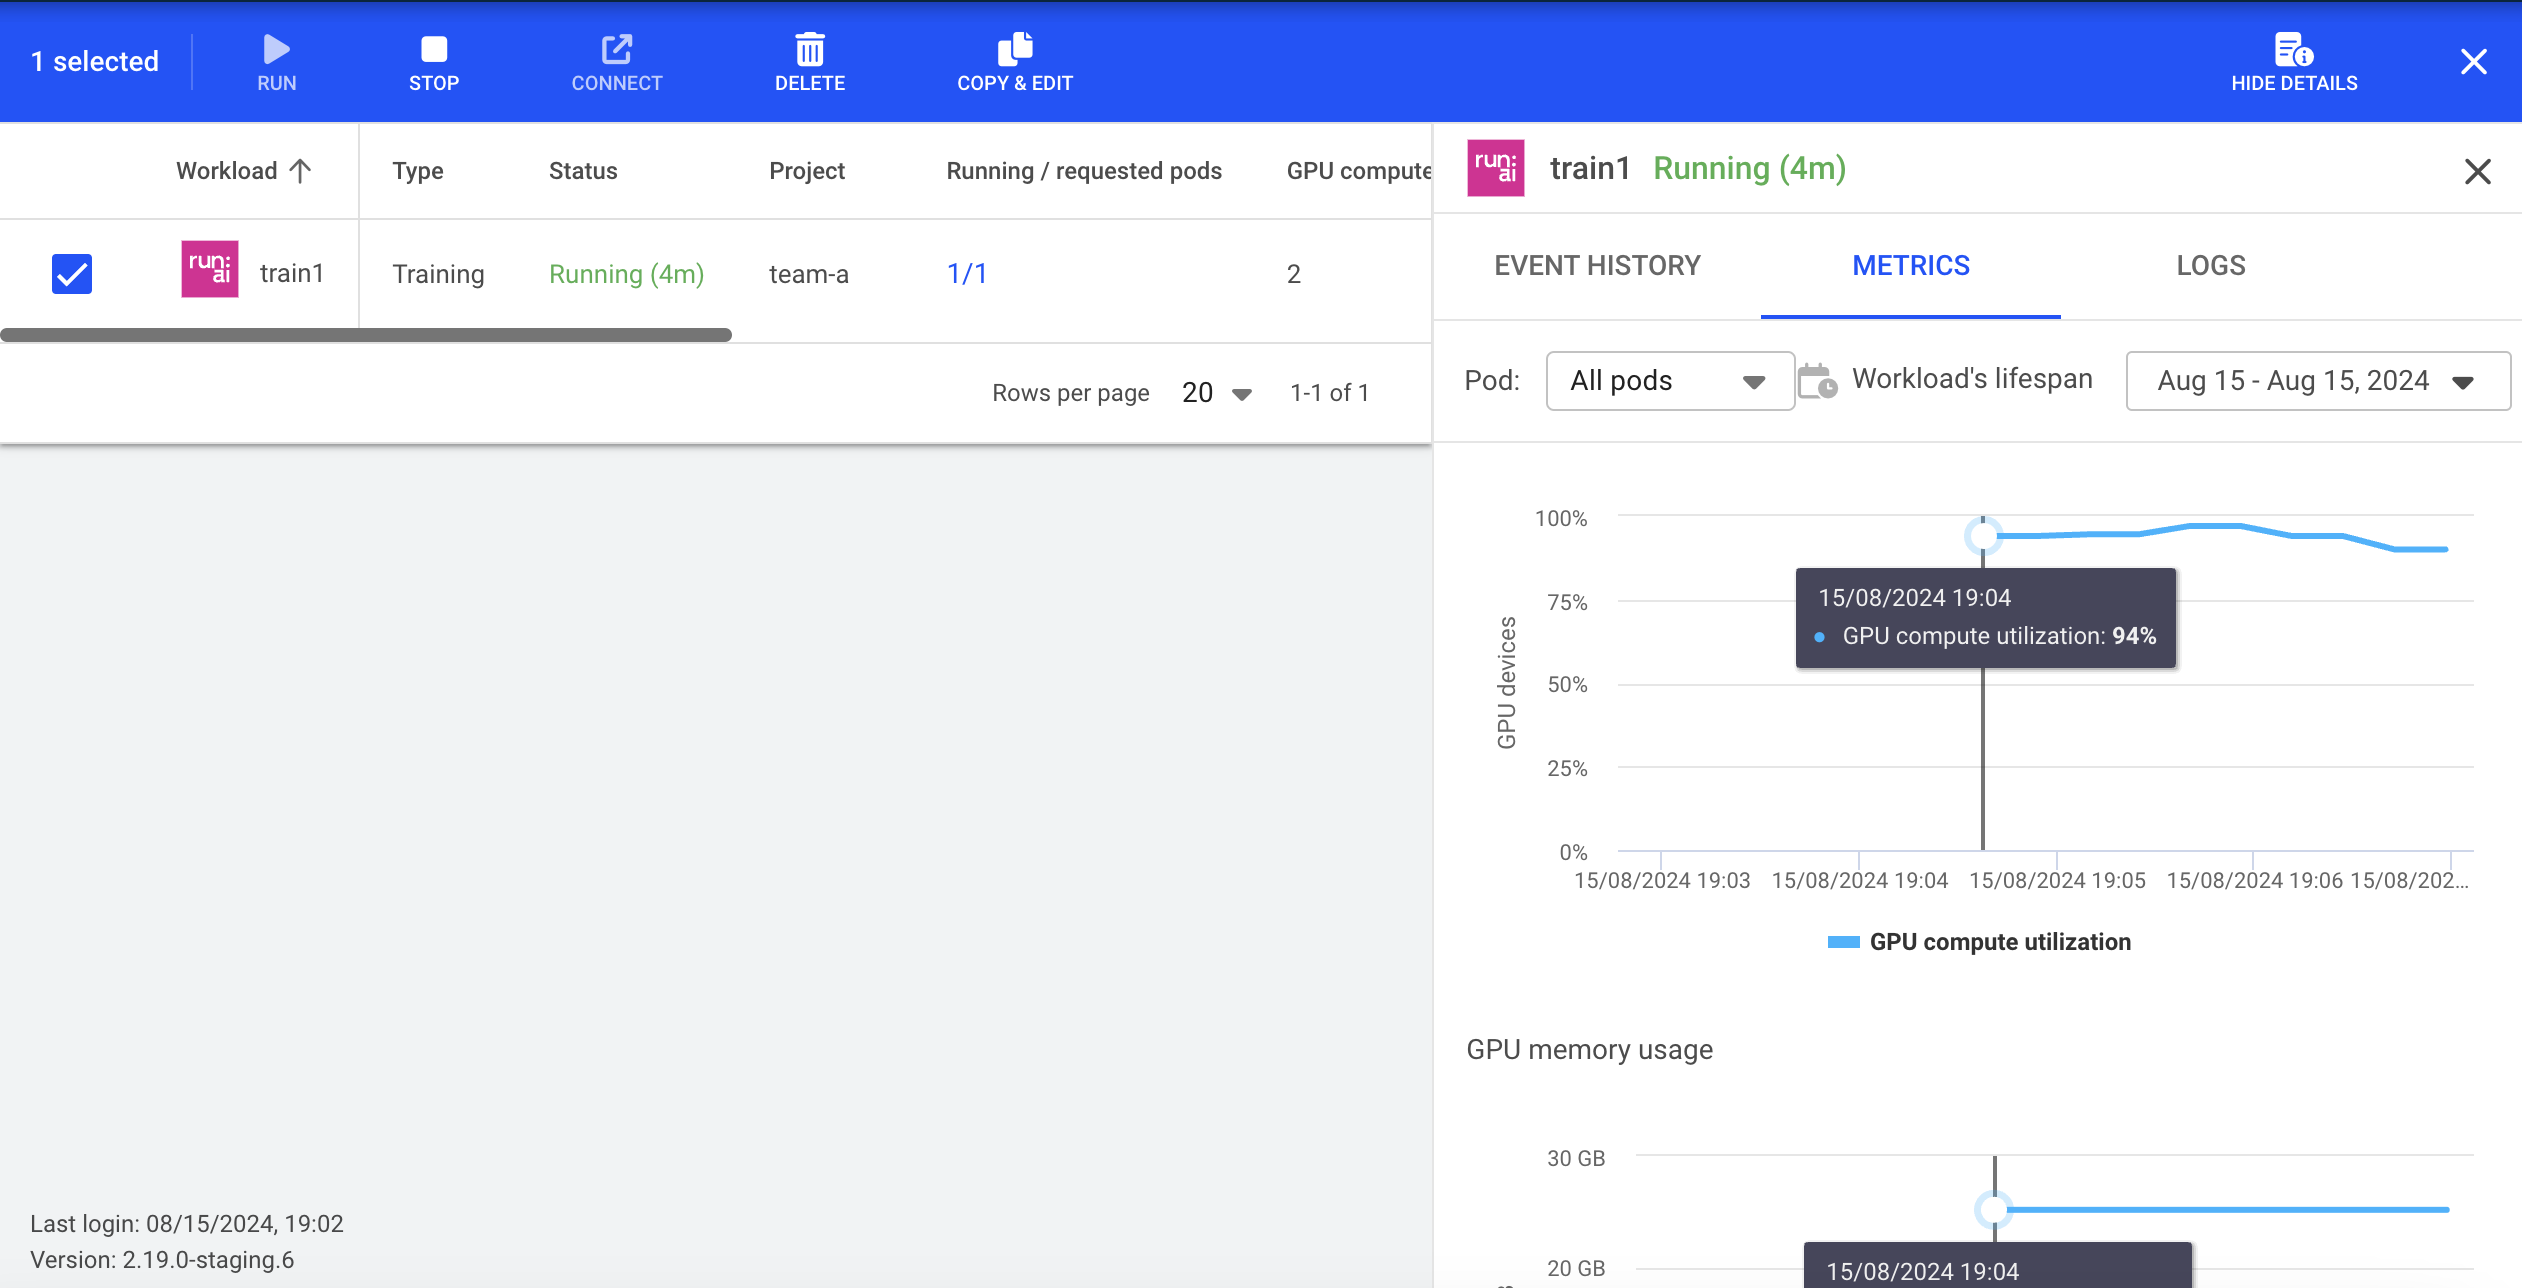 1 selected
RUN
STOP
CONNECT
DELETE
COPY & EDIT
HIDE DETAILS
Workload
Type
Status
Project
Running / requested pods
GPU compute
run:
ai
train1
Training
Running (4m)
team-a
1/1
2
Rows per page
20
1-1 of 1
Last login: 08/15/2024, 19:02
Version: 2.19.0-staging.6
run:
ai
train1
Running (4m)
EVENT HISTORY
METRICS
LOGS
Pod:
All pods
Workload's lifespan
Aug 15 - Aug 15, 2024
100%
75%
50%
25%
0%
GPU devices
15/08/2024 19:04
GPU compute utilization: 94%
15/08/2024 19:03
15/08/2024 19:04
15/08/2024 19:05
15/08/2024 19:06
15/08/202...
GPU compute utilization
GPU memory usage
30 GB
20 GB
15/08/2024 19:04